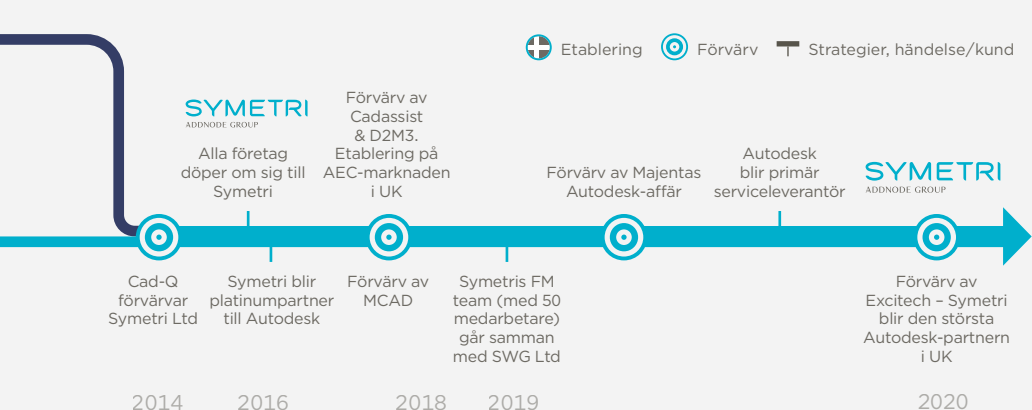 Etablering
Förvärv
Strategier, händelse/kund
SYMETRI
ADDNODE GROUP
Alla företag
döper om sig till
Symetri
Förvärv av
Cadassist
& D2M3.
Etablering på
AEC-marknaden
i UK
Förvärv av Majentas
Autodesk-affär
Autodesk
blir primär
serviceleverantör
SYMETRI
ADDNODE GROUP
Cad-Q
förvärvar
Symetri Ltd
Symetri blir
platinumpartner
till Autodesk
Förvärv av
MCAD
Symetris FM
team (med 50
medarbetare)
går samman
med SWG Ltd
Förvärv av
Excitech – Symetri
blir den största
Autodesk-partnern
i UK
2014
2016
2018
2019
2020